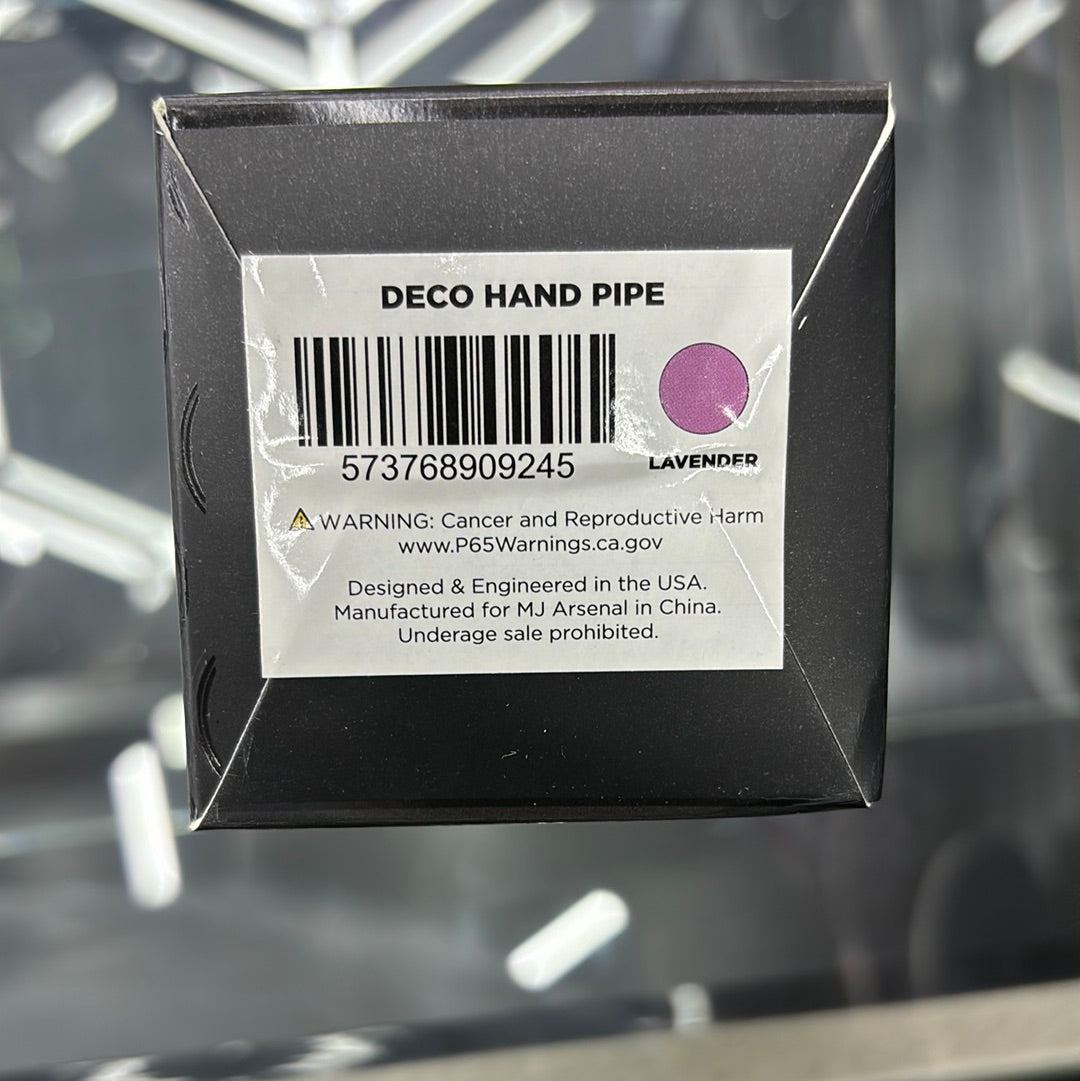 DECO HAND PIPE
573768909245
LAVENDER
WARNING: Cancer and Reproductive Harm
www.P65Warnings.ca.gov
Designed & Engineered in the USA.
Manufactured for MJ Arsenal in China.
Underage sale prohibited.